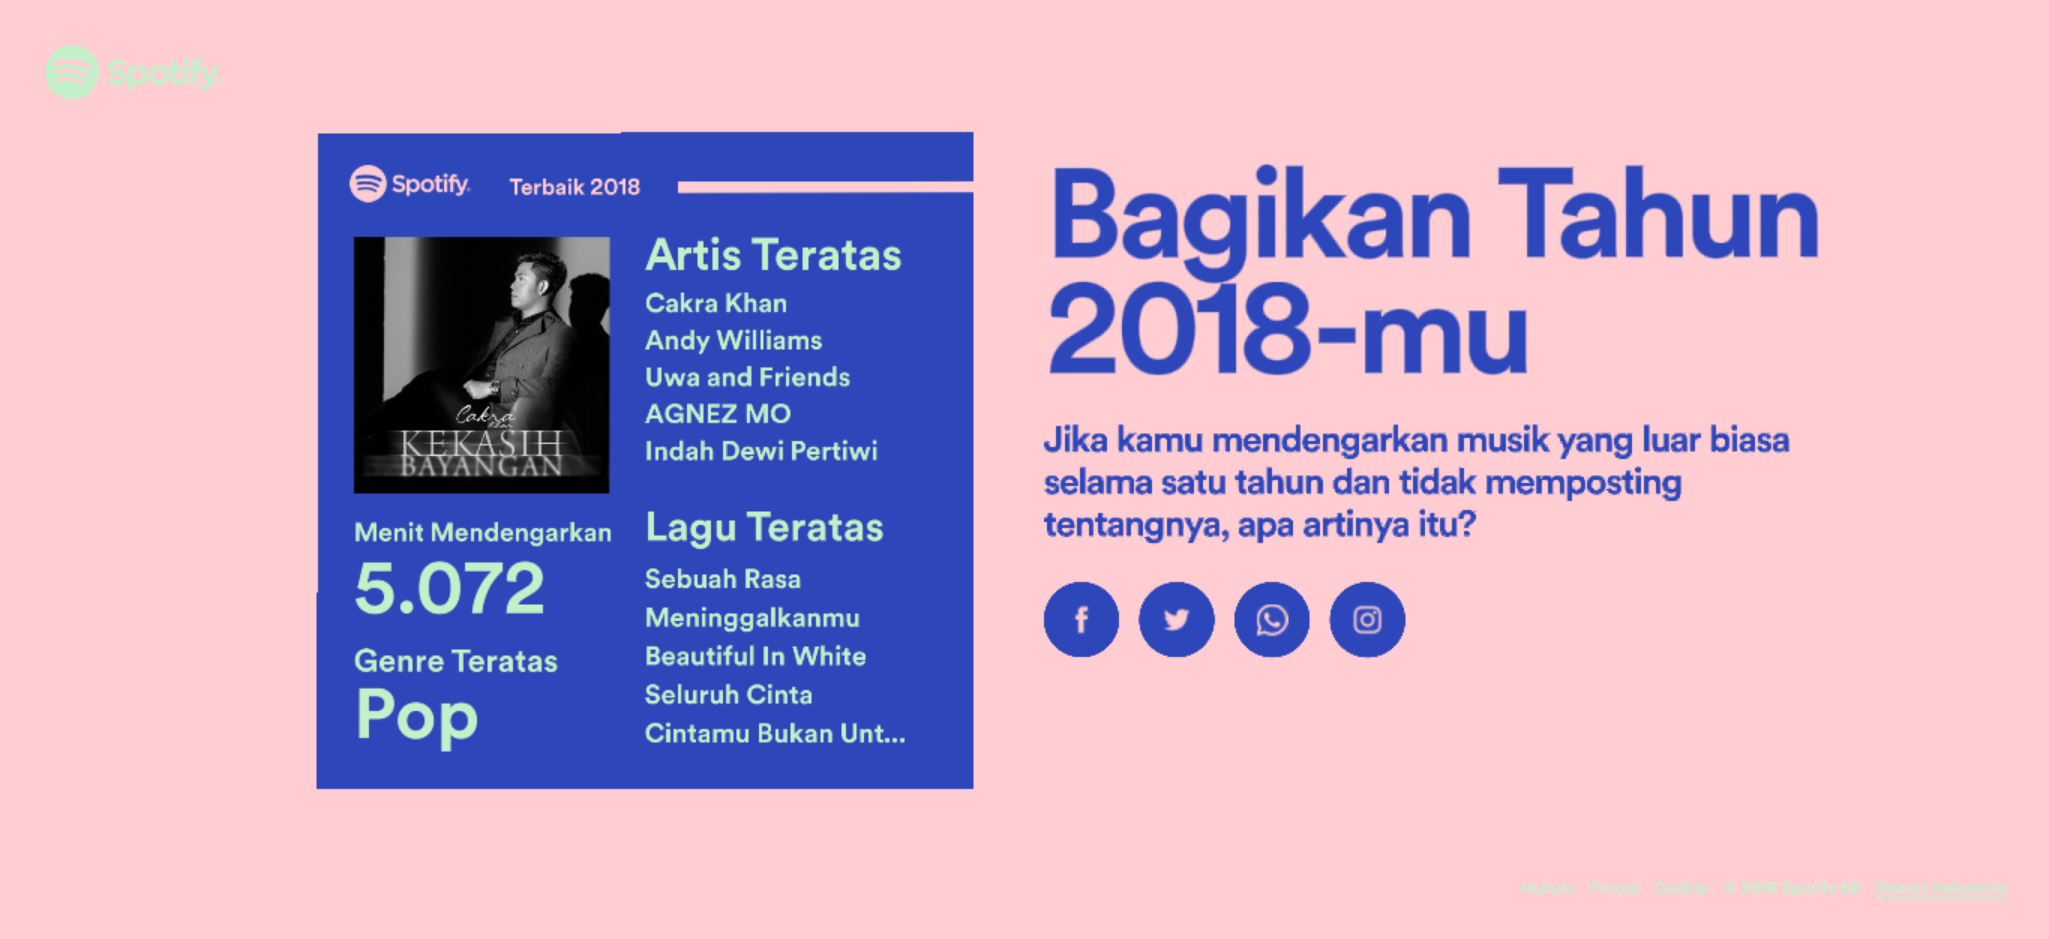 Spotify
Spotify
Terbaik 2018
Cakra
Khan
KEKASIH
BAYANGAN
Menit Mendengarkan
5.072
Genre Teratas
Pop
Artis Teratas
Cakra Khan
Andy Williams
Uwa and Friends
AGNEZ MO
Indah Dewi Pertiwi
Lagu Teratas
Sebuah Rasa
Meninggalkanmu
Beautiful In White
Seluruh Cinta
Cintamu Bukan Unt...
Bagikan Tahun
2018-mu
Jika kamu mendengarkan musik yang luar biasa
selama satu tahun dan tidak memposting
tentangnya, apa artinya itu?
Hukum Privasi Cookie © 2018 Spotify AB Bahasa Indonesia